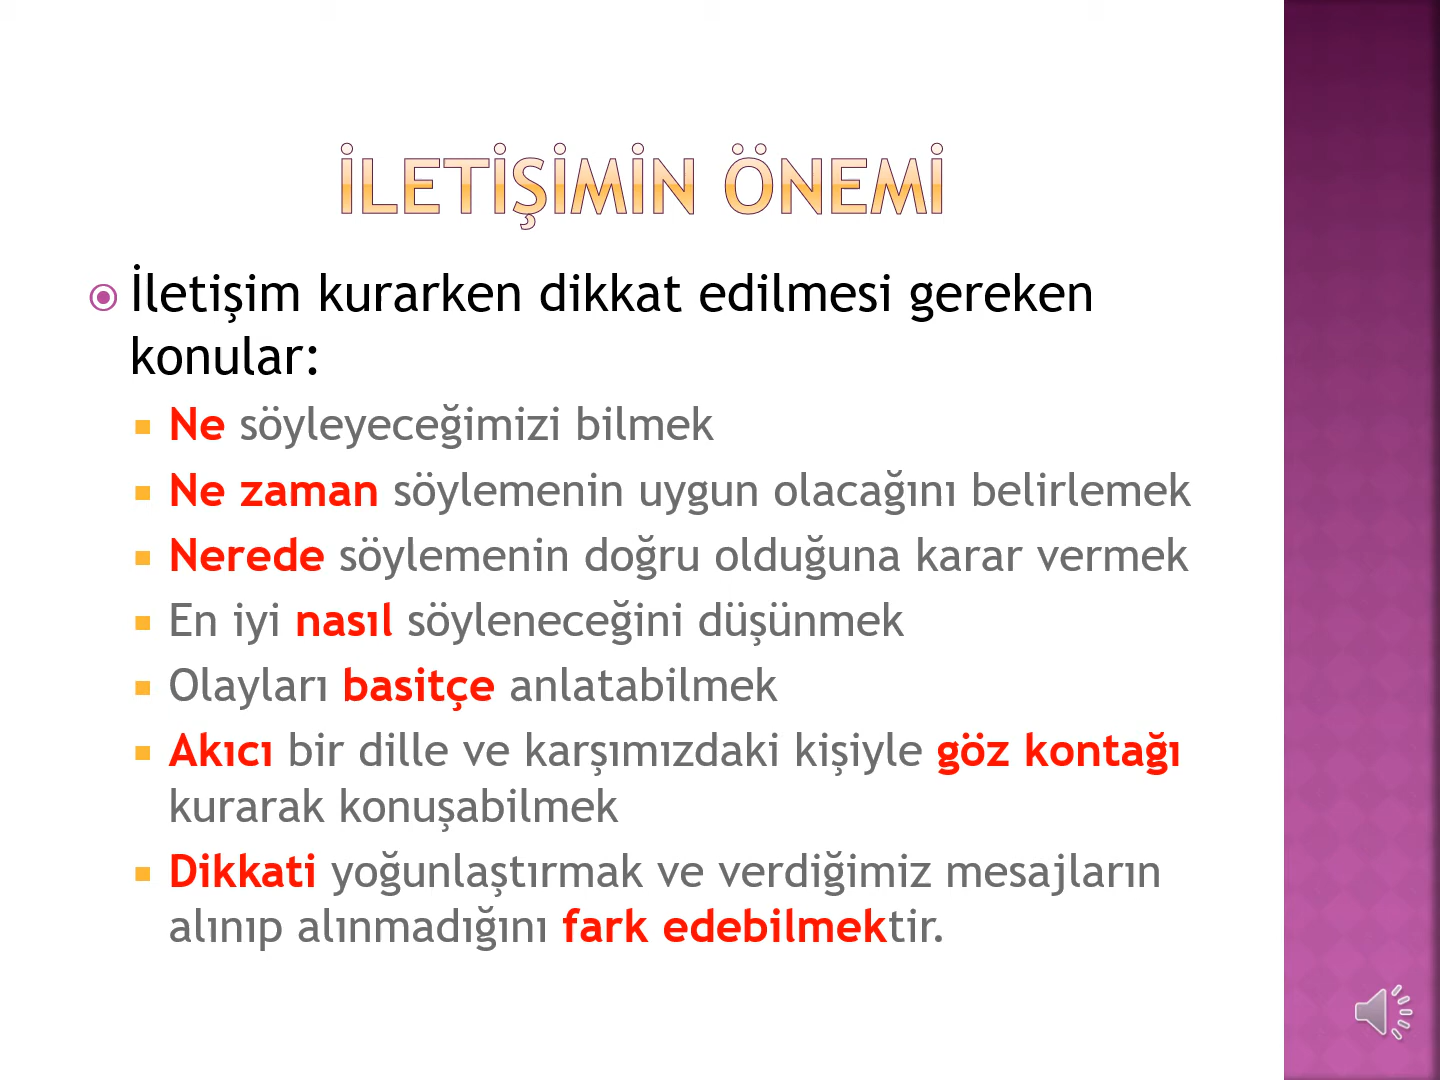 İLETİŞİMİN ÖNEMİ
İletişim kurarken dikkat edilmesi gereken
konular:
Ne söyleyeceğimizi bilmek
Ne zaman söylemenin uygun olacağını belirlemek
Nerede söylemenin doğru olduğuna karar vermek
En iyi nasıl söyleneceğini düşünmek
Olayları basitçe anlatabilmek
Akıcı bir dille ve karşımızdaki kişiyle göz kontağı
kurarak konuşabilmek
Dikkati yoğunlaştırmak ve verdiğimiz mesajların
alınıp alınmadığını fark edebilmektir.